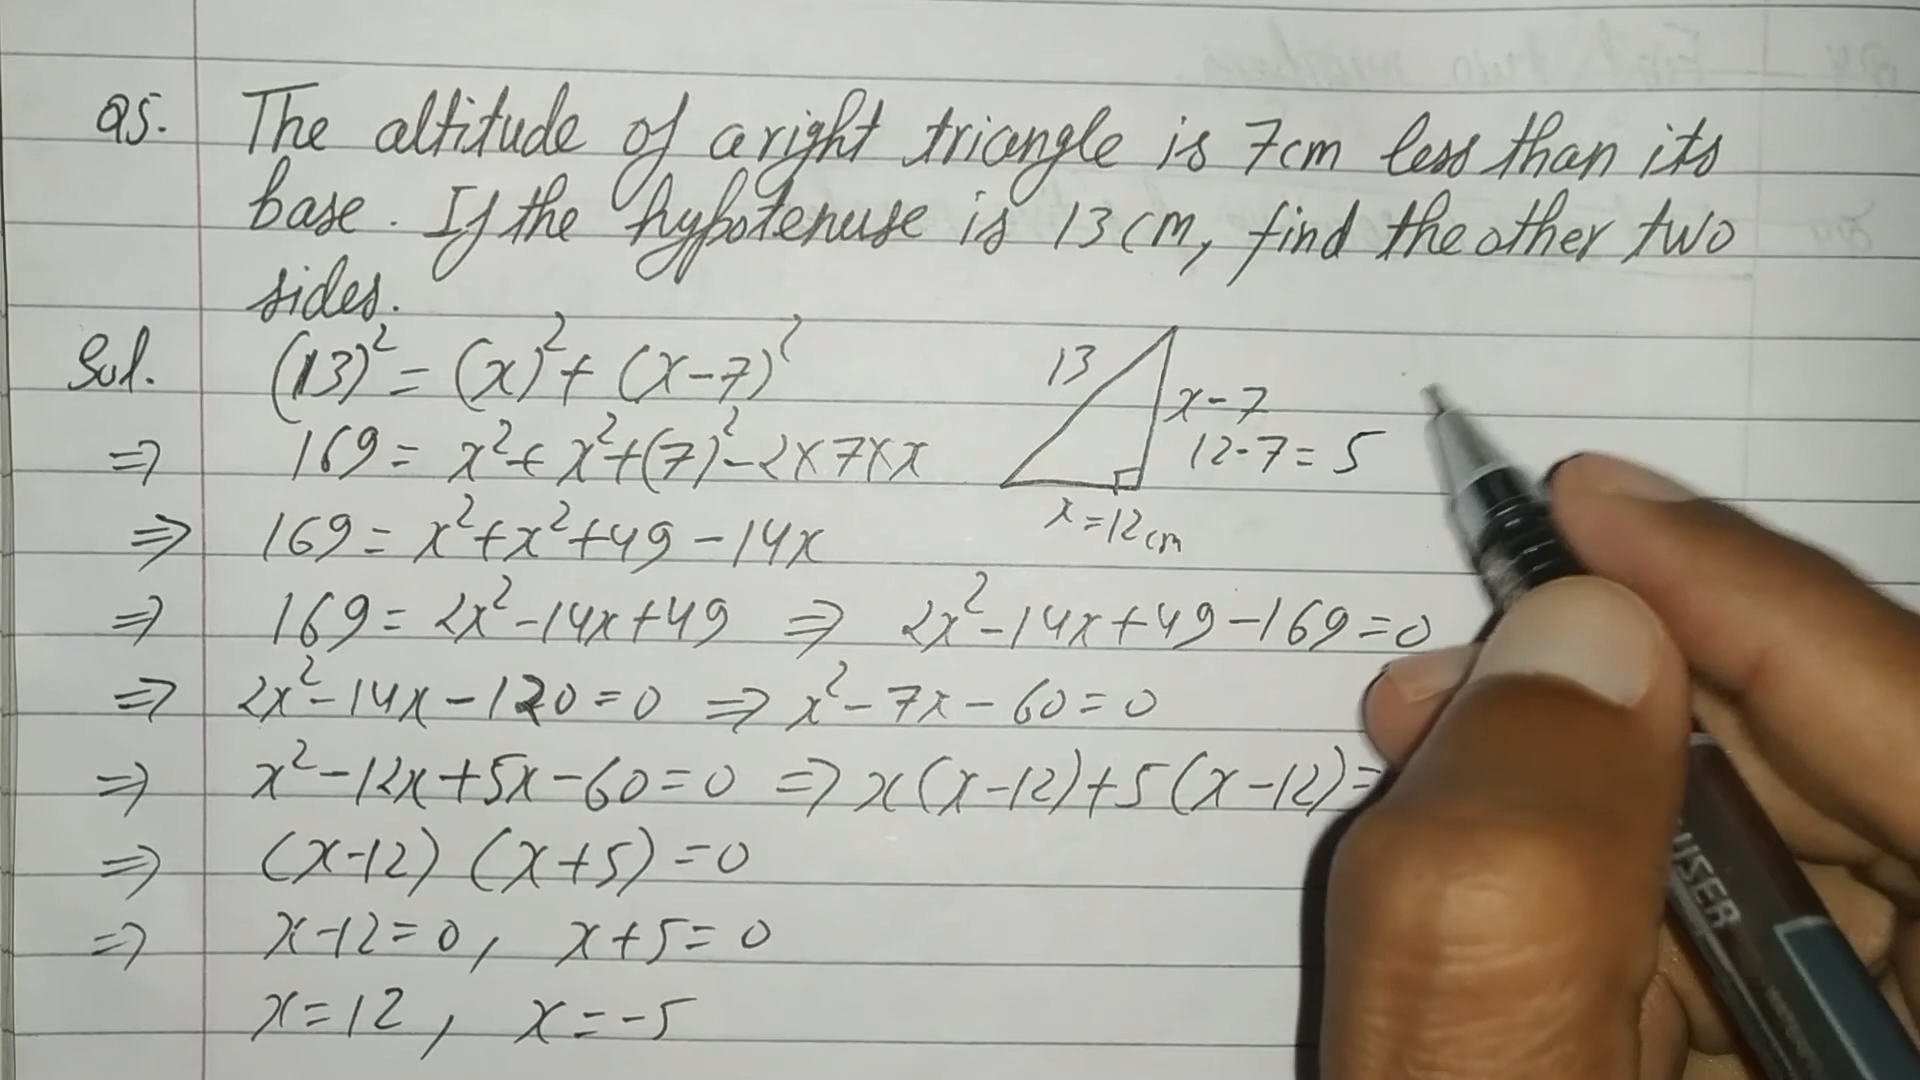 Q5. The altitude of a right triangle is 7cm less than its
base. If the hypotenuse is 13cm, find the other two
sides.
Sol. (13)² = (x)² + (x-7)²
⇒ 169 = x² + x² + (7)² - 2×7×x
⇒ 169 = x² + x² + 49 - 14x
⇒ 169 = 2x² - 14x + 49 ⇒ 2x² - 14x + 49 - 169 = 0
⇒ 2x² - 14x - 120 = 0 ⇒ x² - 7x - 60 = 0
⇒ x² - 12x + 5x - 60 = 0 ⇒ x(x-12) + 5(x-12) =
⇒ (x-12) (x+5) = 0
⇒ x-12 = 0, x+5 = 0
x = 12, x = -5
13
x-7
12-7 = 5
x = 12cm
USER